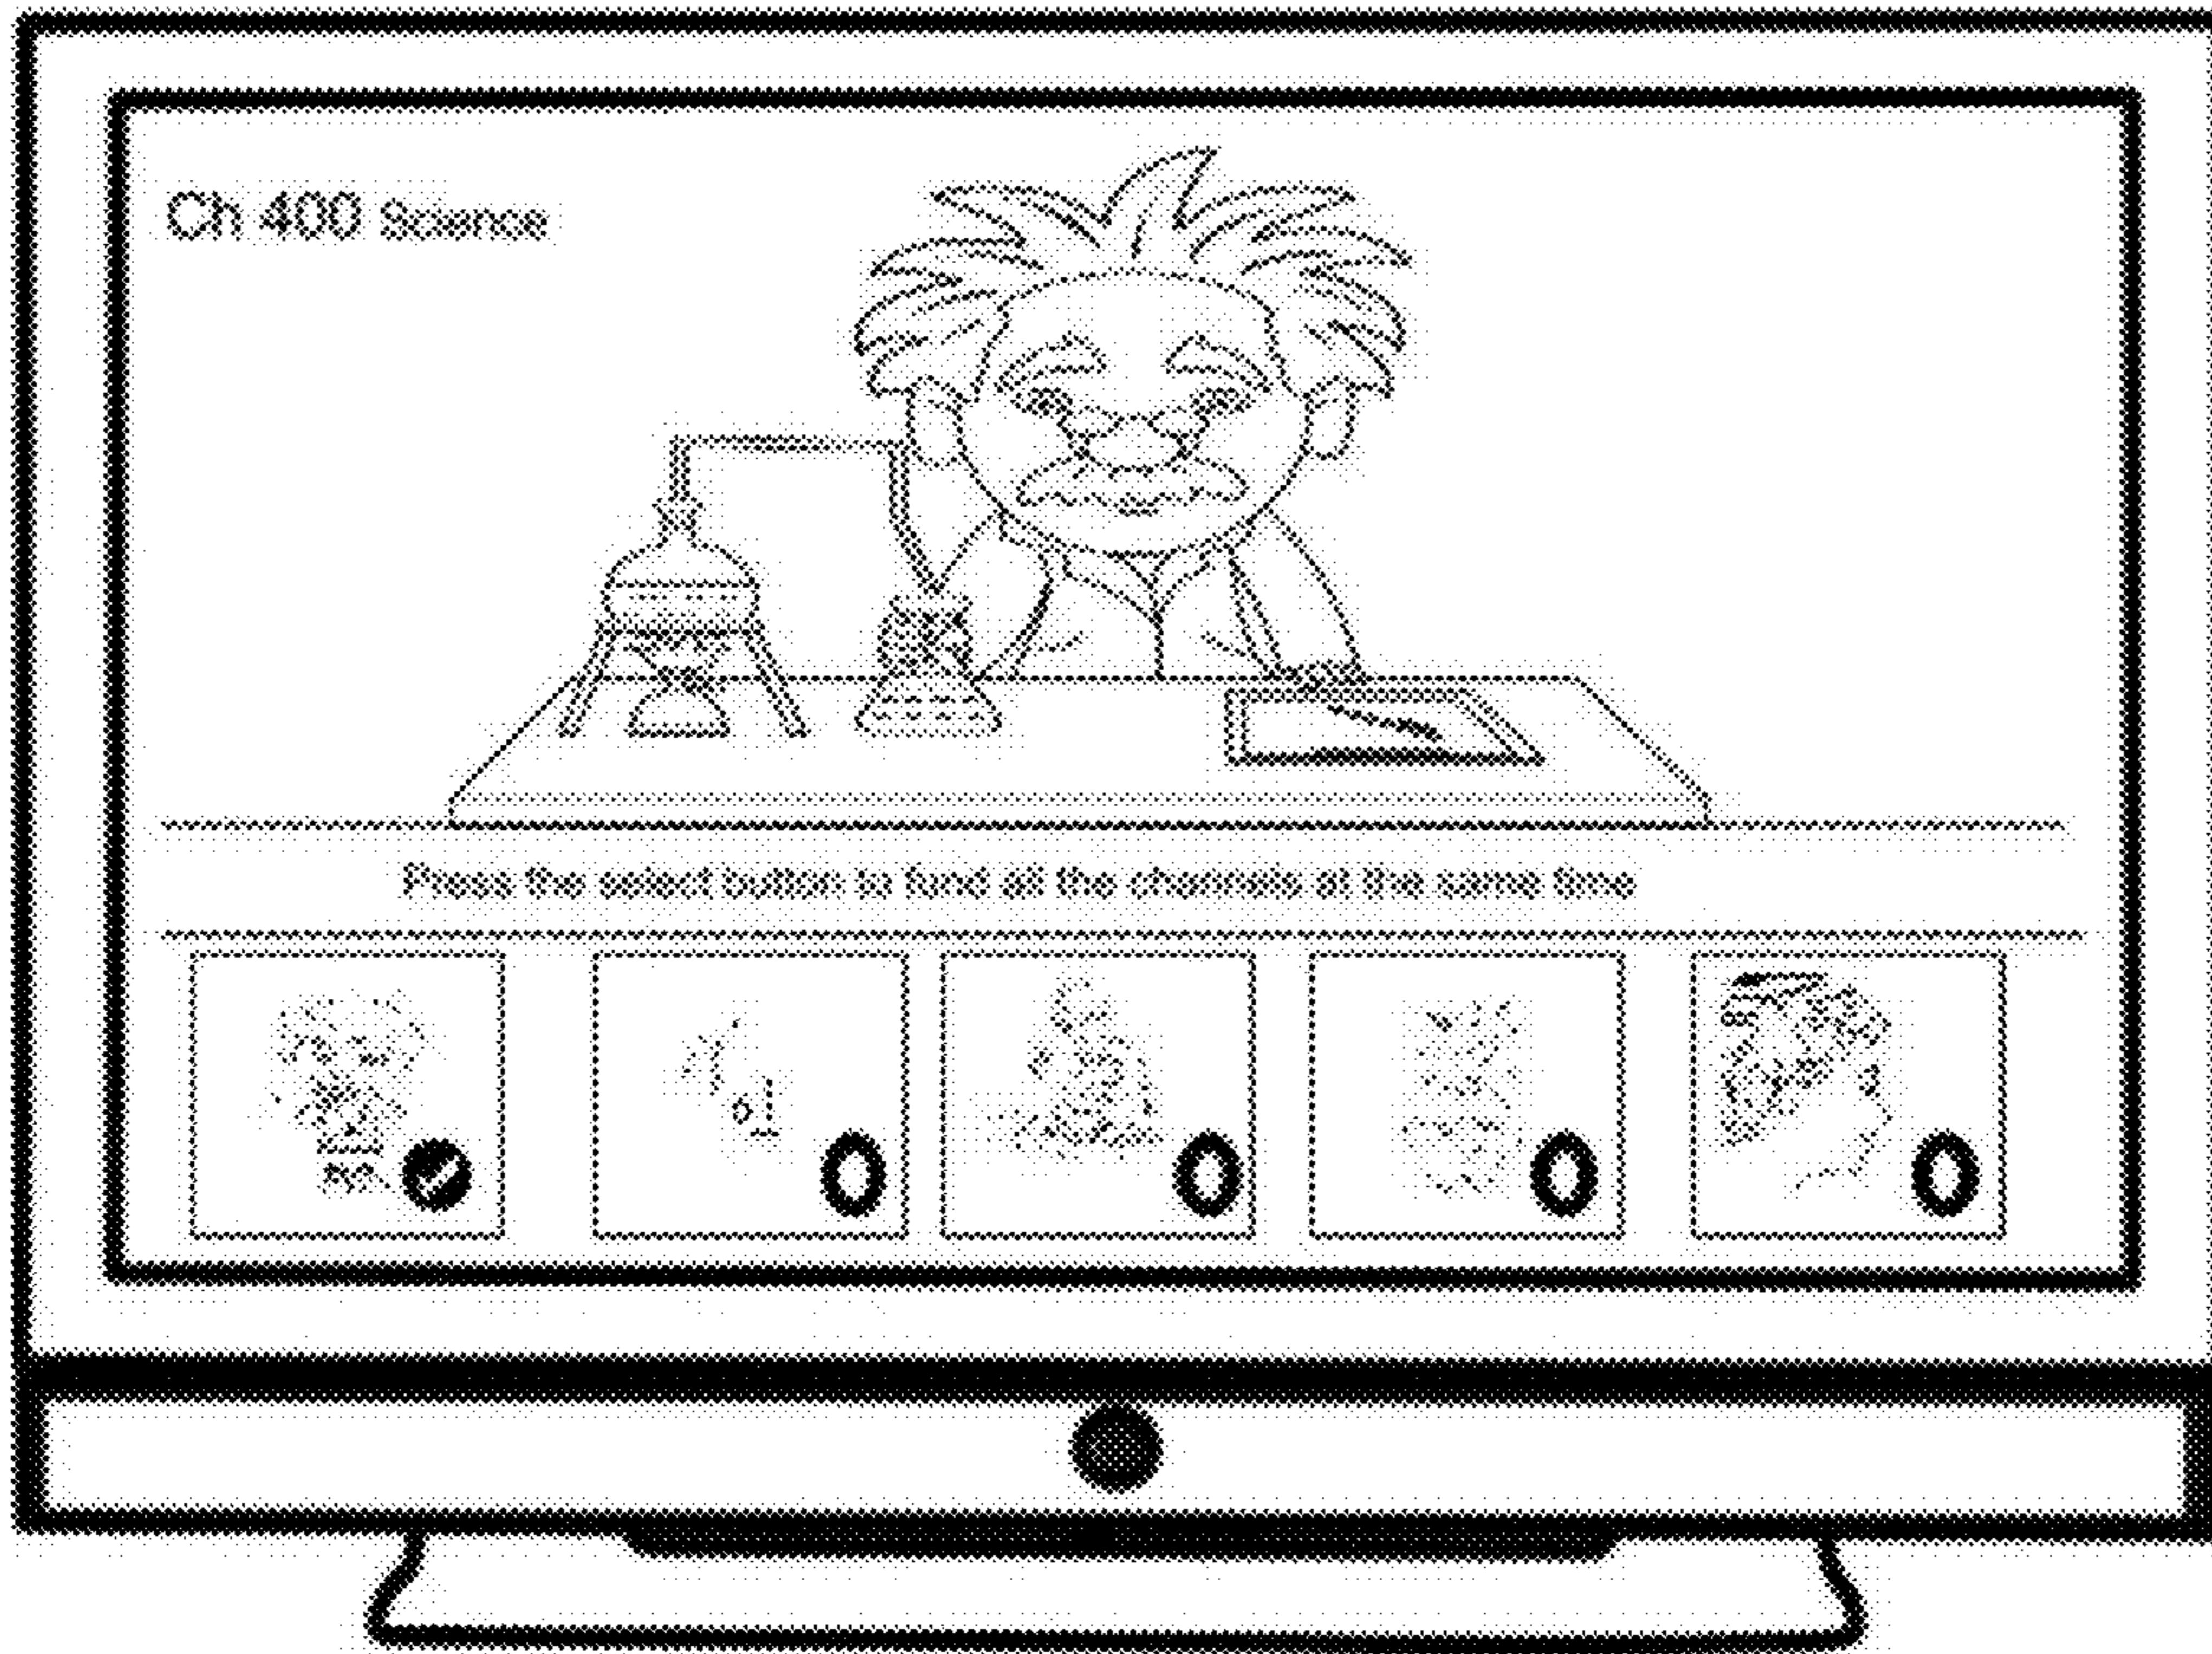 Ch 400 Science
Press the select button to fund all the channels at the same time